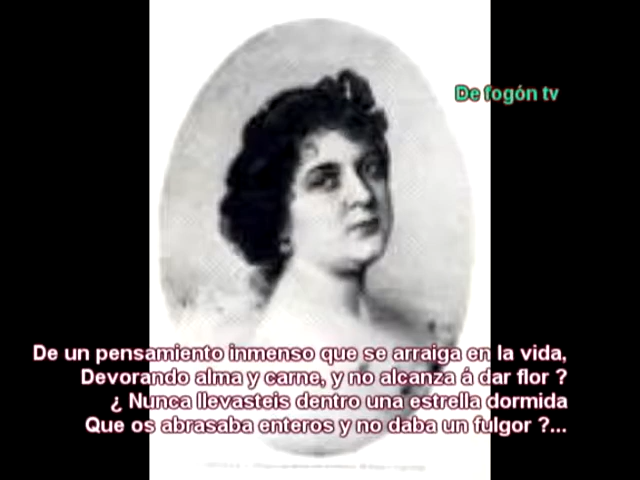 De fogón tv
De un pensamiento inmenso que se arraiga en la vida,
Devorando alma y carne, y no alcanza á dar flor ?
¿ Nunca llevasteis dentro una estrella dormida
Que os abrasaba enteros y no daba un fulgor ?...